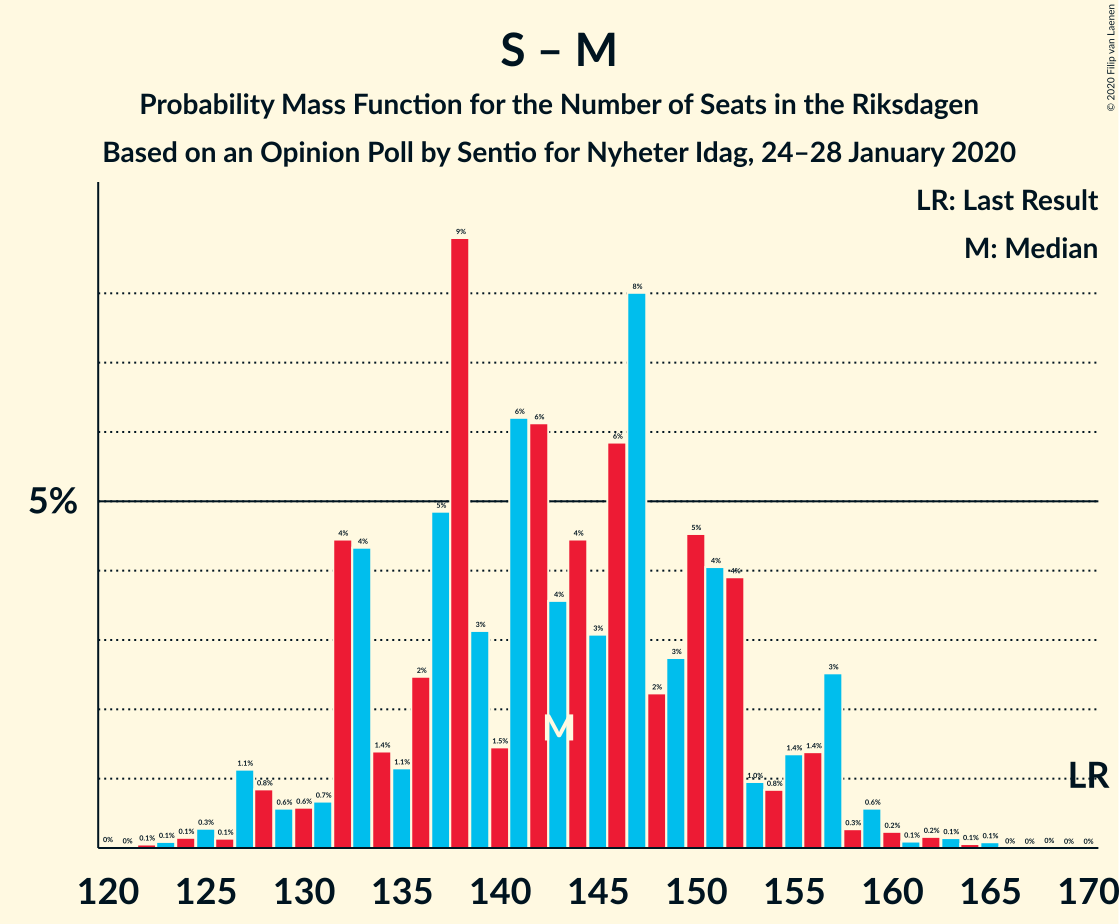 S – M
Probability Mass Function for the Number of Seats in the Riksdagen
Based on an Opinion Poll by Sentio for Nyheter Idag, 24–28 January 2020
© 2020 Filip van Laenen
LR: Last Result
M: Median
5%
0% 0% 0.1% 0.1% 0.1% 0.3% 0.1% 1.1% 0.8% 0.6% 0.6% 0.7% 4% 4% 1.4% 1.1% 2% 5% 9% 3% 1.5% 6% 6% 4% 4% 3% 6% 8% 2% 3% 5% 4% 4% 1.0% 0.8% 1.4% 1.4% 3% 0.3% 0.6% 0.2% 0.1% 0.2% 0.1% 0.1% 0.1% 0% 0% 0% 0% 0%
M
LR
120 125 130 135 140 145 150 155 160 165 170